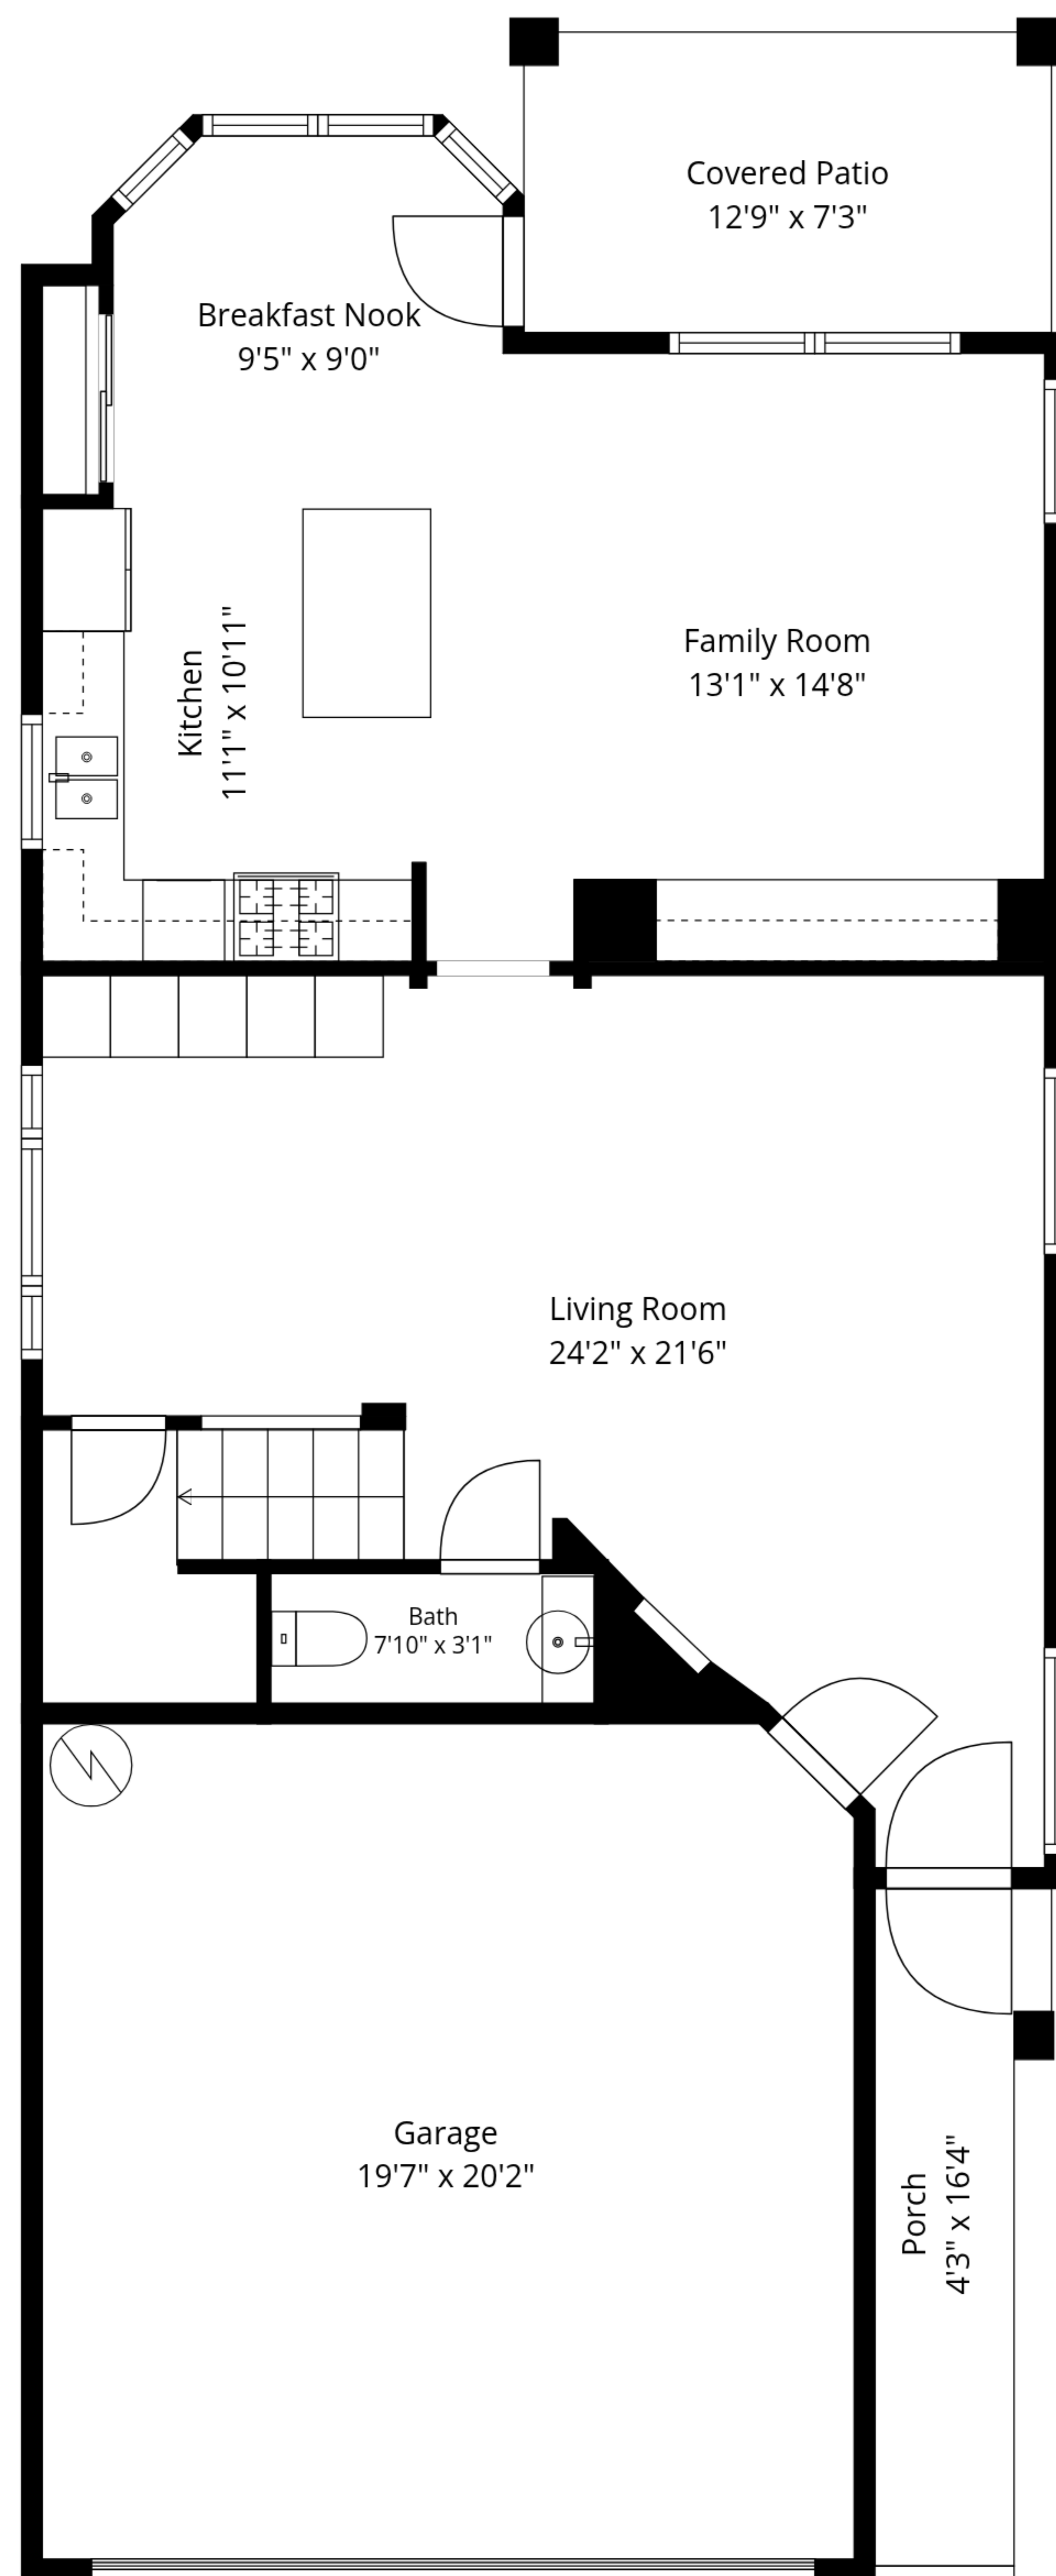 Covered Patio
12'9" x 7'3"
Breakfast Nook
9'5" x 9'0"
Kitchen
11'1" x 10'11"
Family Room
13'1" x 14'8"
Living Room
24'2" x 21'6"
Bath
7'10" x 3'1"
Garage
19'7" x 20'2"
Porch
4'3" x 16'4"